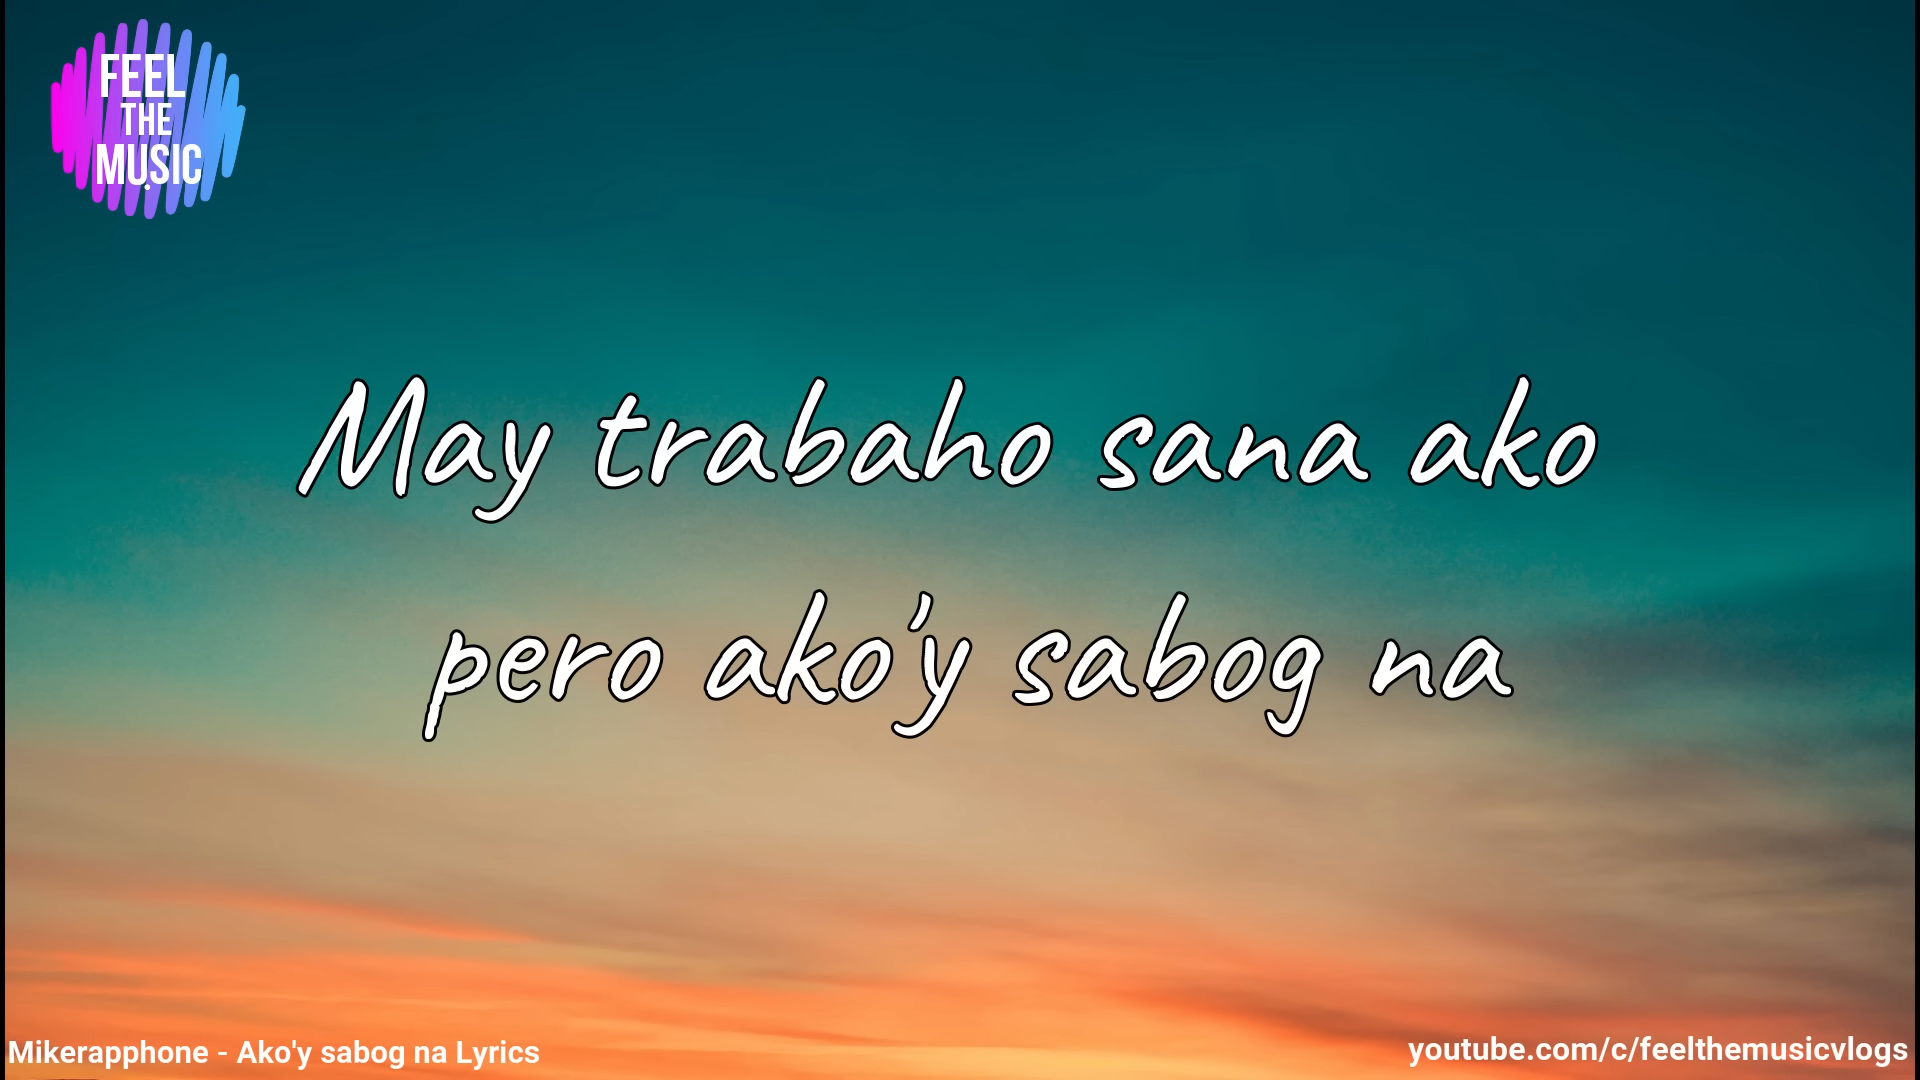 FEEL
THE
MUSIC
May trabaho sana ako
pero ako'y sabog na
Mikerapphone - Ako'y sabog na Lyrics
youtube.com/c/feelthemusicvlogs